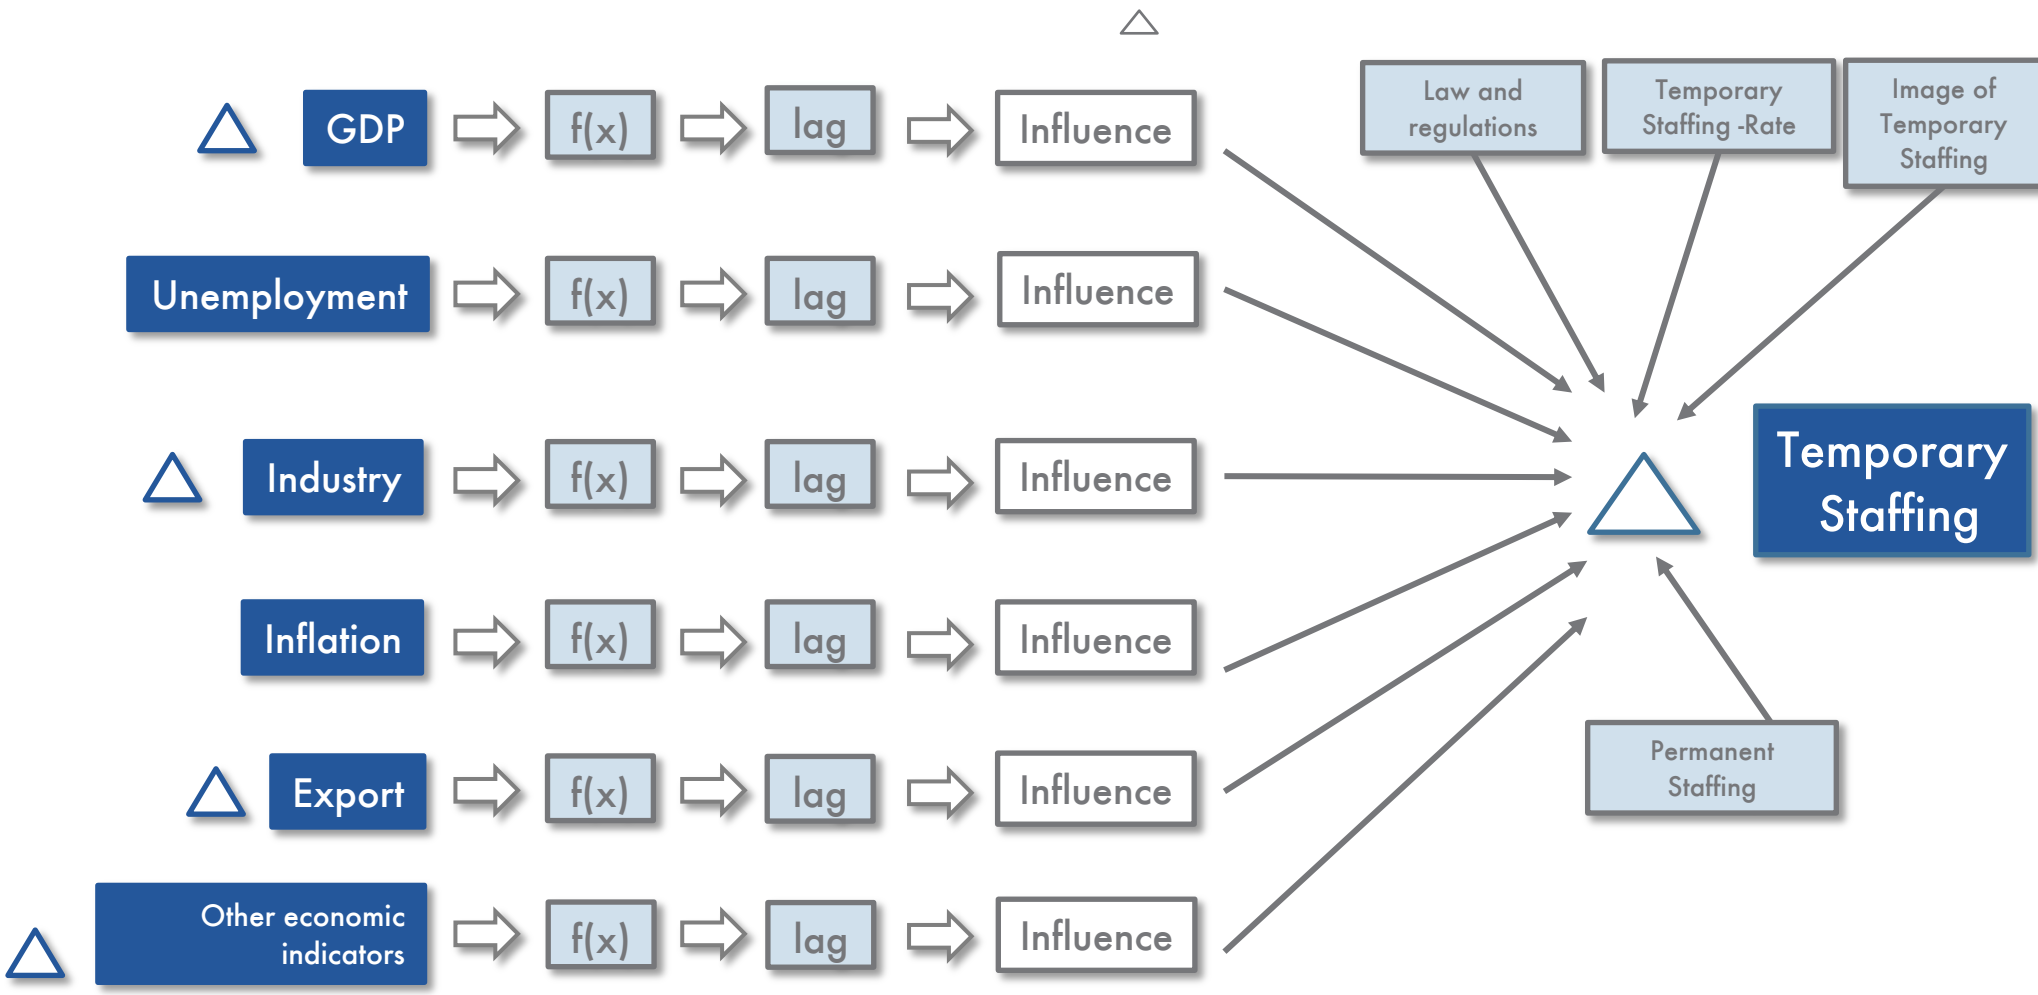 GDP
f(x)
lag
Influence
Law and
regulations
Temporary
Staffing -Rate
Image of
Temporary
Staffing
Unemployment
f(x)
lag
Influence
Industry
f(x)
lag
Influence
Temporary
Staffing
Inflation
f(x)
lag
Influence
Export
f(x)
lag
Influence
Permanent
Staffing
Other economic
indicators
f(x)
lag
Influence